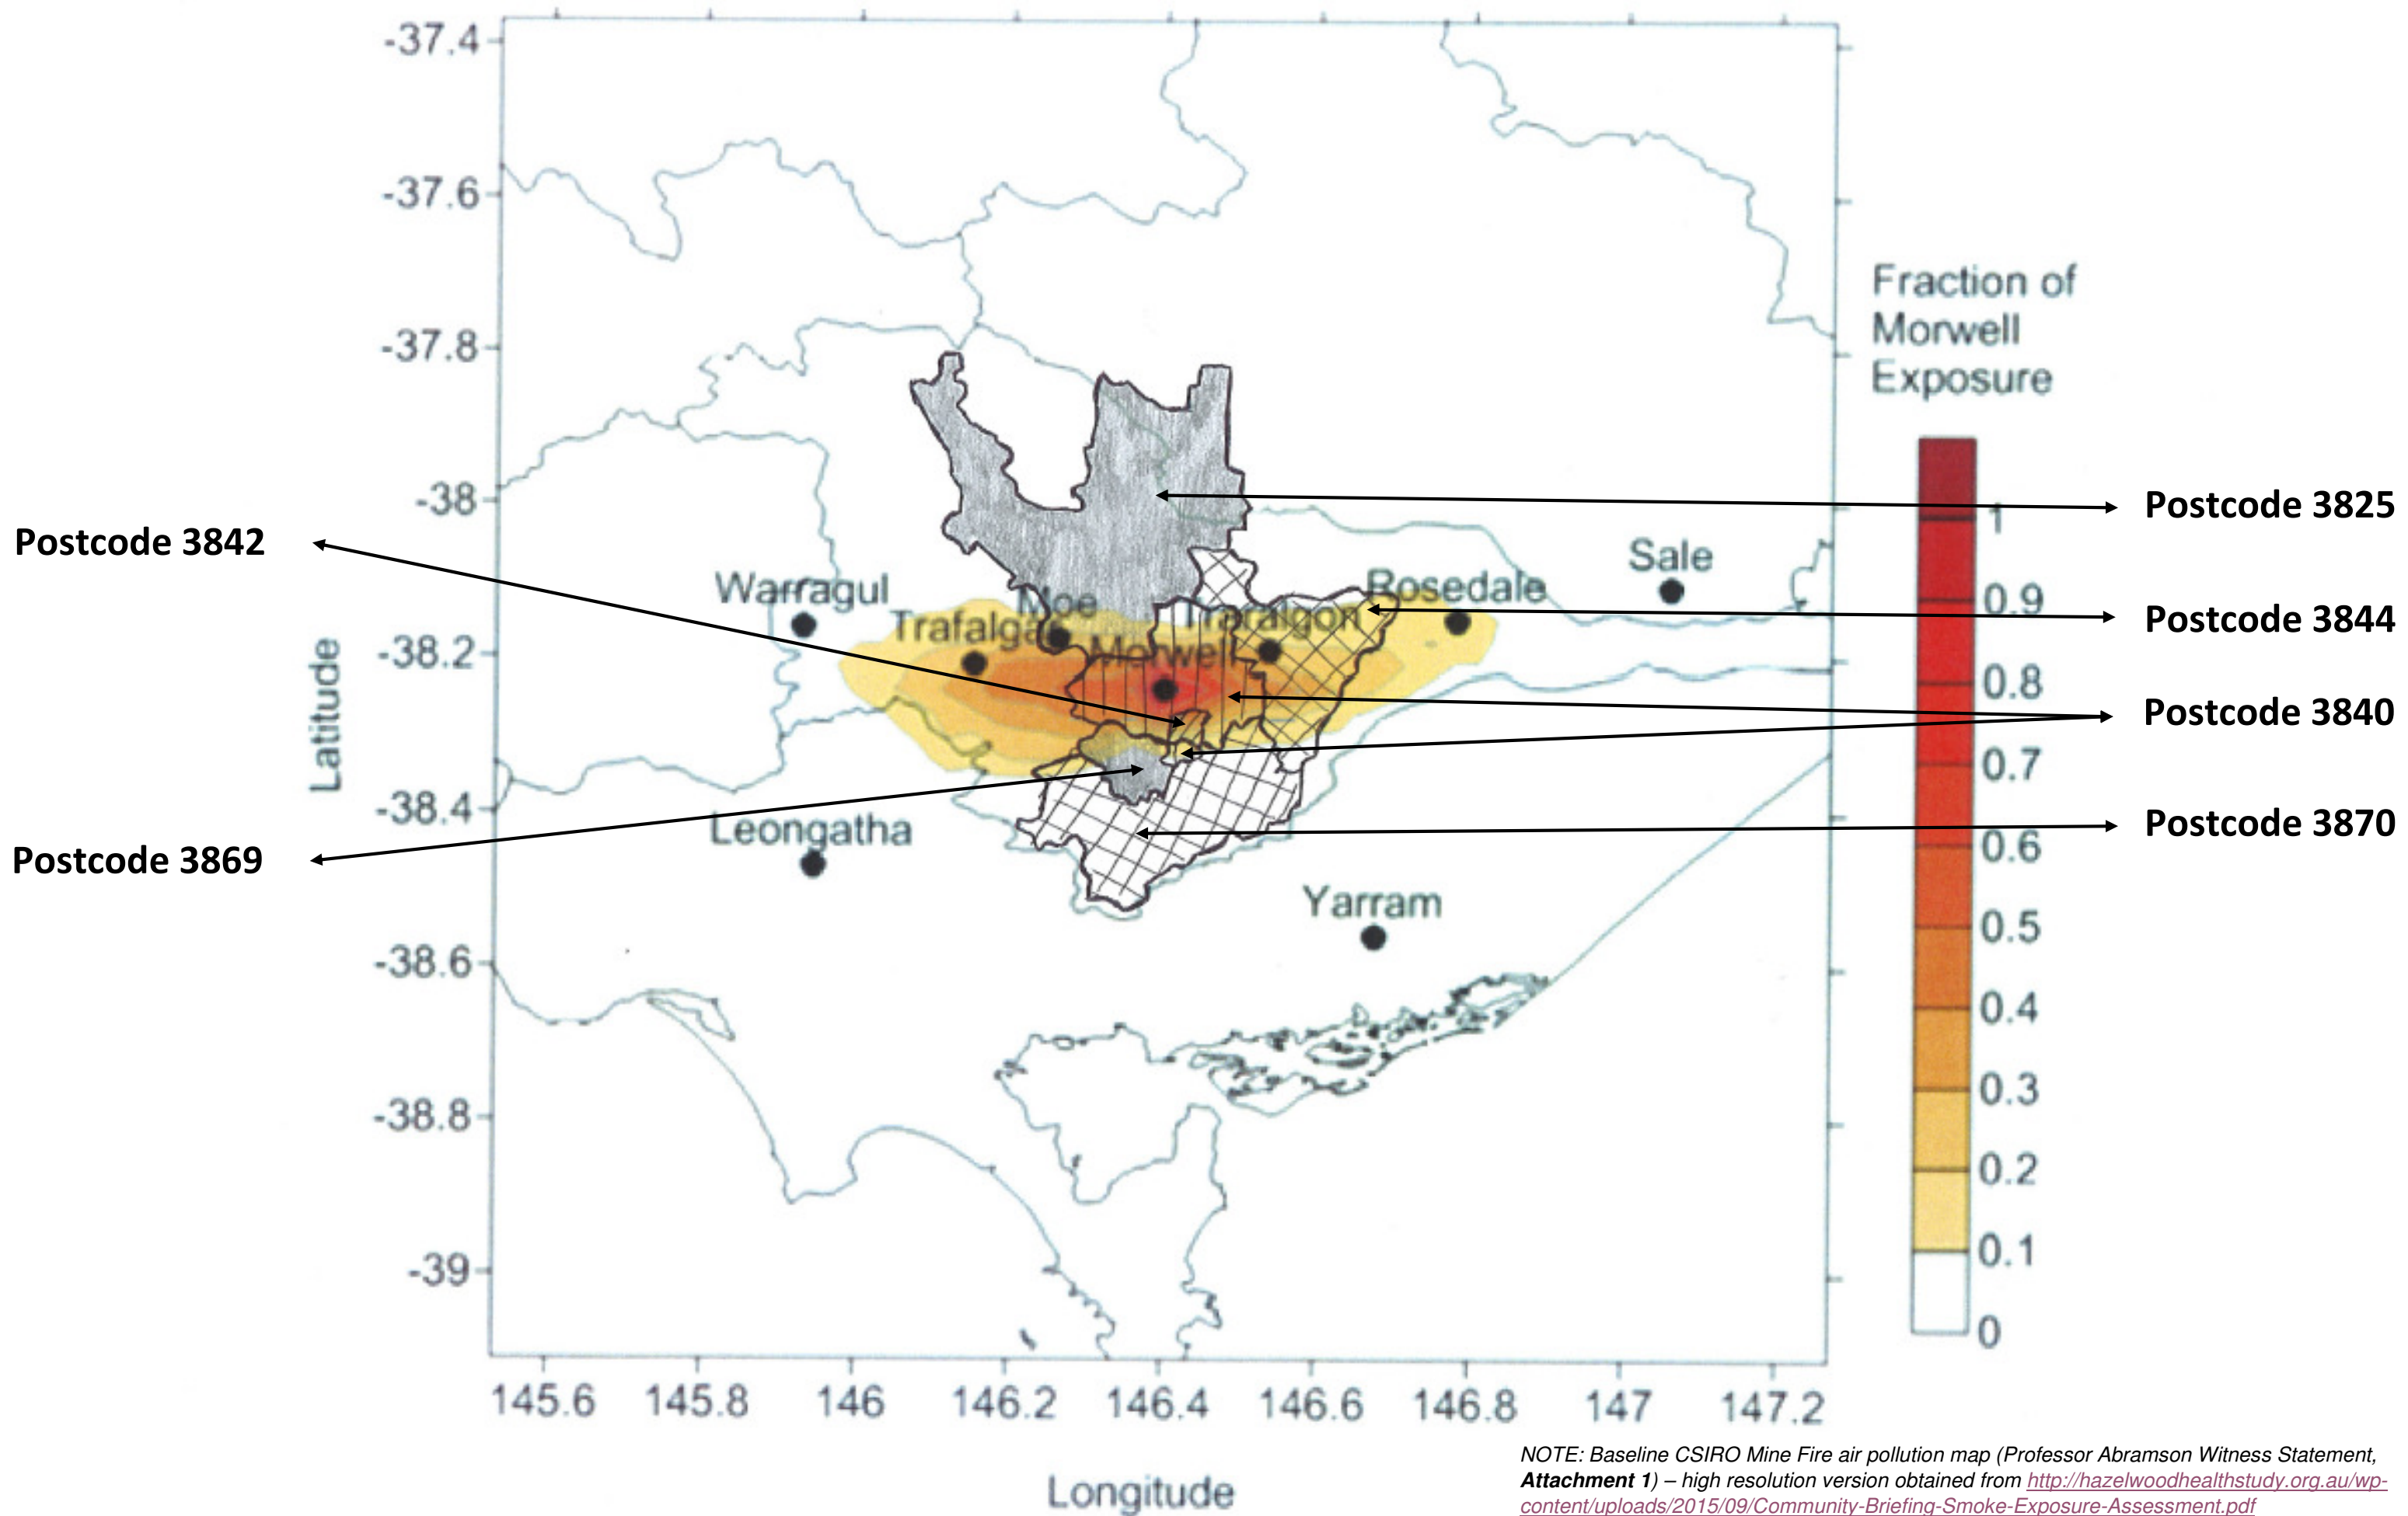 -37.4
-37.6
-37.8
-38
-38.2
-38.4
-38.6
-38.8
-39
Latitude
145.6 145.8 146 146.2 146.4 146.6 146.8 147 147.2
Longitude
Postcode 3842
Postcode 3869
Warragul
Trafalgar
Moe
Morwell
Traralgon
Rosedale
Sale
Leongatha
Yarram
Fraction of
Morwell
Exposure
1
0.9
0.8
0.7
0.6
0.5
0.4
0.3
0.2
0.1
0
Postcode 3825
Postcode 3844
Postcode 3840
Postcode 3870
NOTE: Baseline CSIRO Mine Fire air pollution map (Professor Abramson Witness Statement,
Attachment 1) – high resolution version obtained from http://hazelwoodhealthstudy.org.au/wp-
content/uploads/2015/09/Community-Briefing-Smoke-Exposure-Assessment.pdf